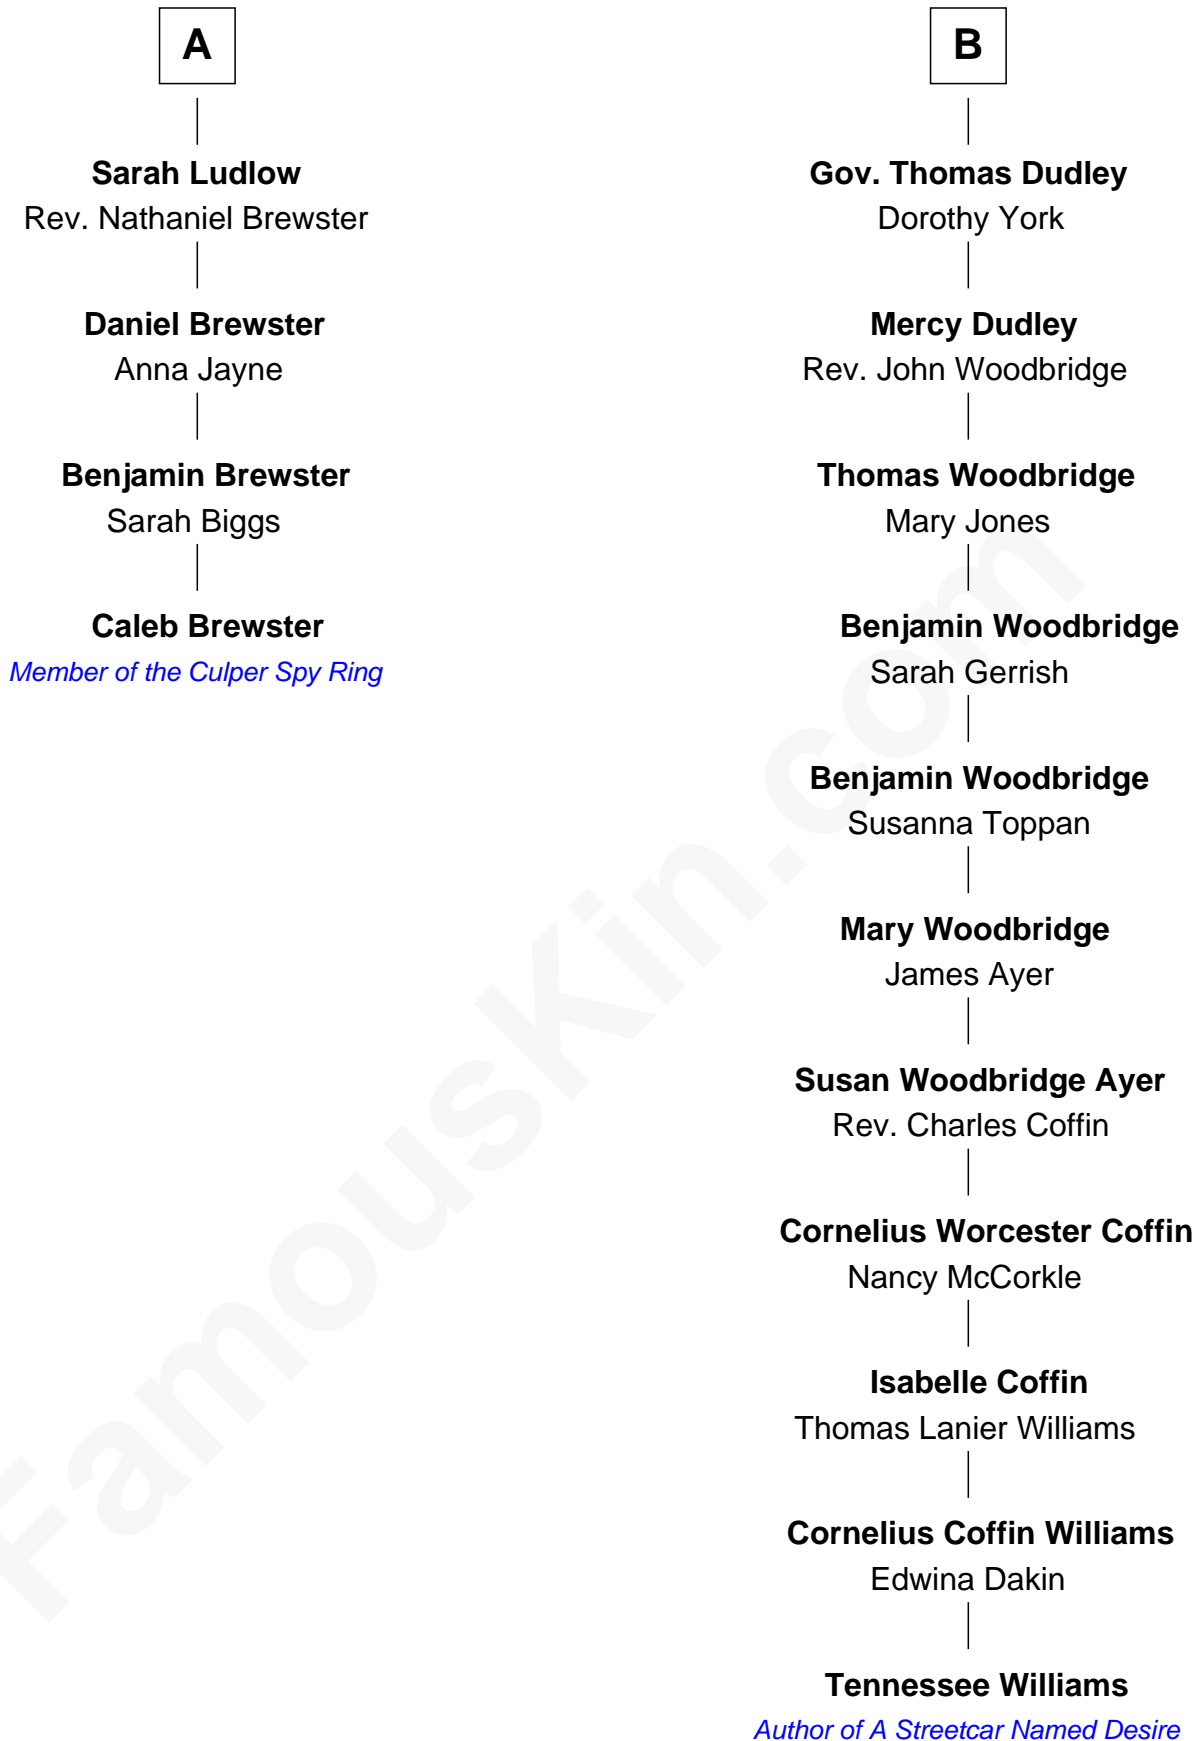 A
Sarah Ludlow
Rev. Nathaniel Brewster
Daniel Brewster
Anna Jayne
Benjamin Brewster
Sarah Biggs
Caleb Brewster
Member of the Culper Spy Ring
B
Gov. Thomas Dudley
Dorothy York
Mercy Dudley
Rev. John Woodbridge
Thomas Woodbridge
Mary Jones
Benjamin Woodbridge
Sarah Gerrish
Benjamin Woodbridge
Susanna Toppan
Mary Woodbridge
James Ayer
Susan Woodbridge Ayer
Rev. Charles Coffin
Cornelius Worcester Coffin
Nancy McCorkle
Isabelle Coffin
Thomas Lanier Williams
Cornelius Coffin Williams
Edwina Dakin
Tennessee Williams
Author of A Streetcar Named Desire
FamousKin.com